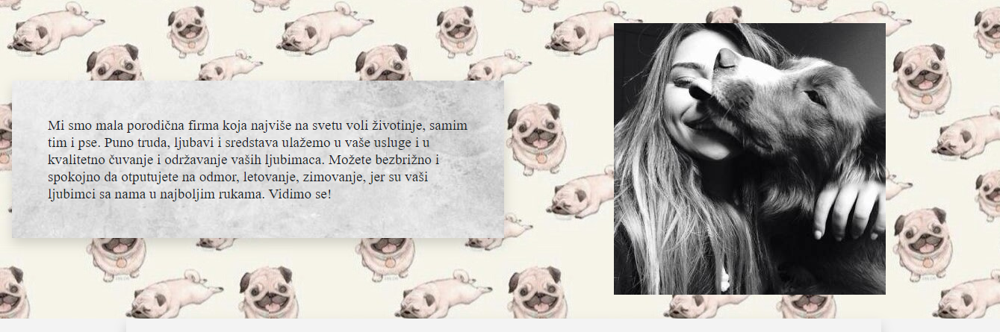 Mi smo mala porodična firma koja najviše na svetu voli životinje, samim
tim i pse. Puno truda, ljubavi i sredstava ulažemo u vaše usluge i u
kvalitetno čuvanje i održavanje vaših ljubimaca. Možete bezbrižno i
spokojno da otputujete na odmor, letovanje, zimovanje, jer su vaši
ljubimci sa nama u najboljim rukama. Vidimo se!